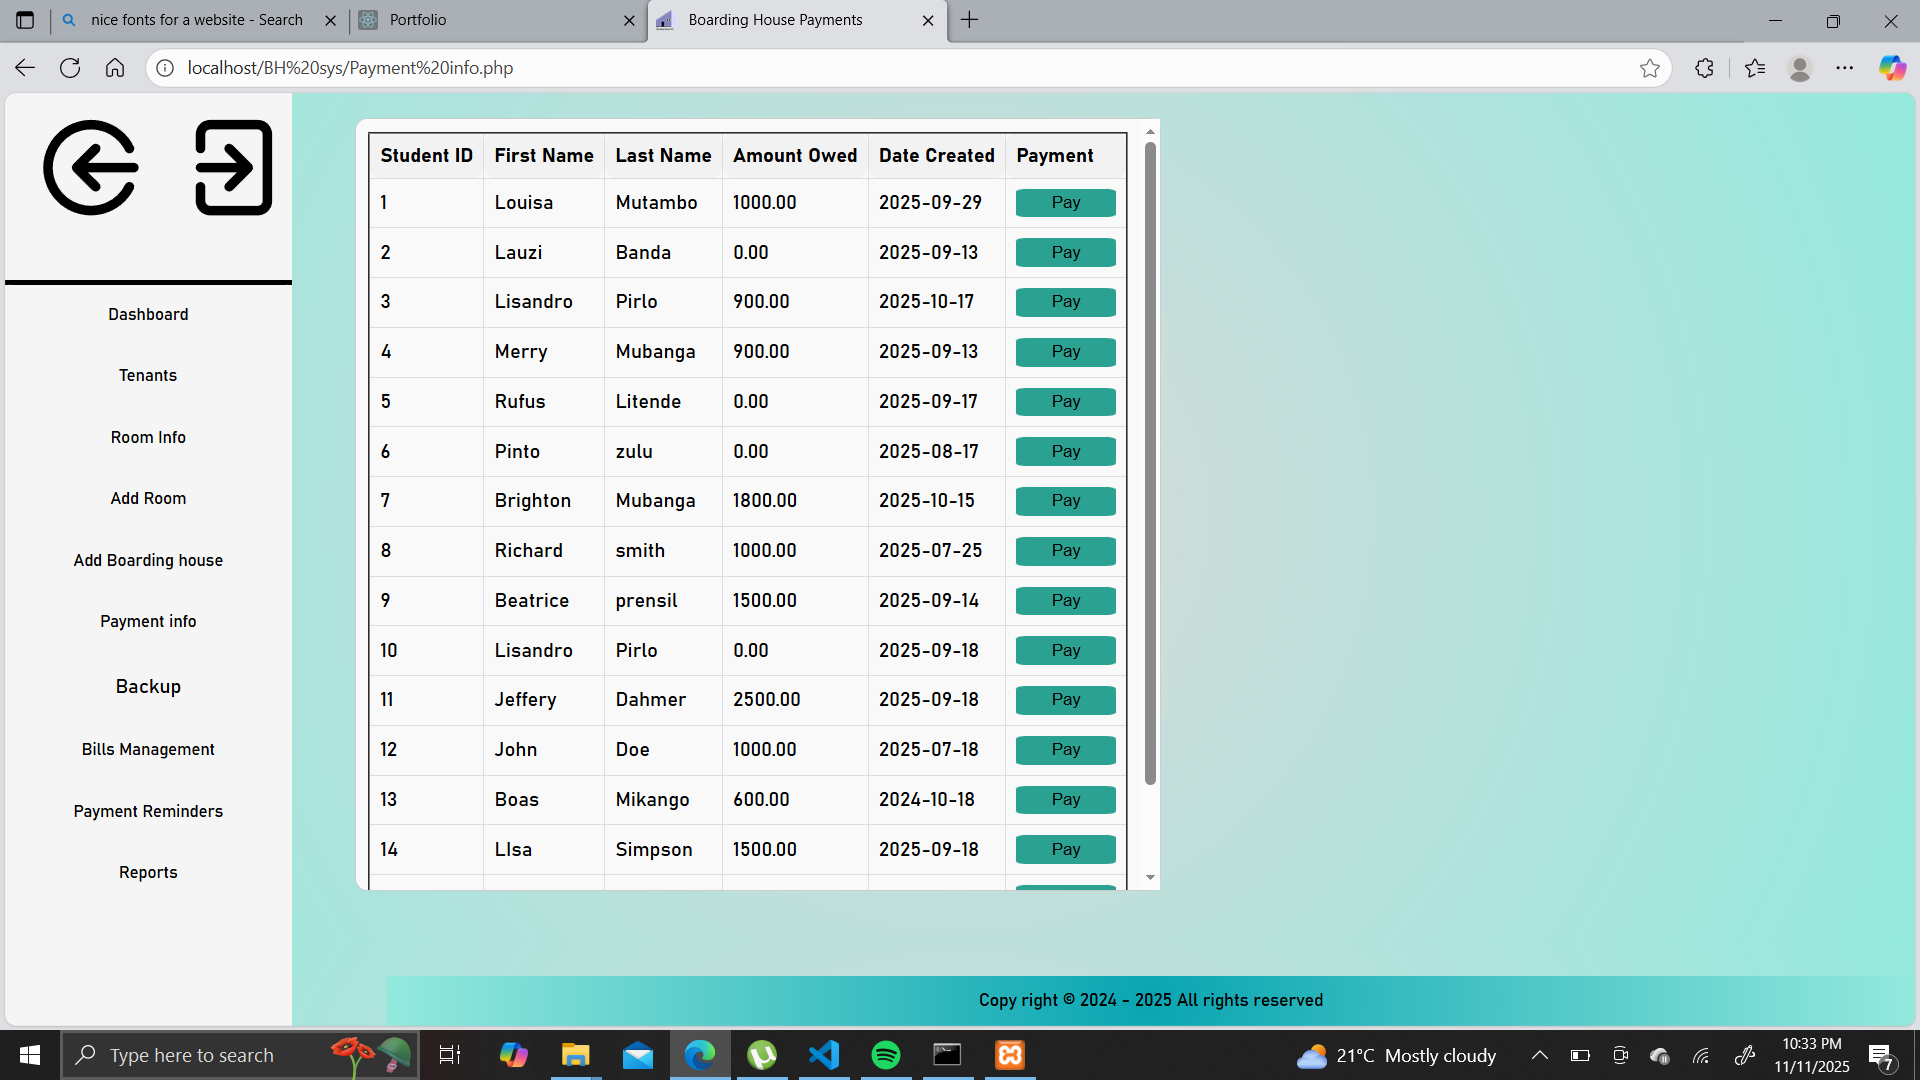 nice fonts for a website - Search
Portfolio
Boarding House Payments
localhost/BH%20sys/Payment%20info.php
Dashboard
Tenants
Room Info
Add Room
Add Boarding house
Payment info
Backup
Bills Management
Payment Reminders
Reports
Student ID First Name Last Name Amount Owed Date Created Payment
1 Louisa Mutambo 1000.00 2025-09-29 Pay
2 Lauzi Banda 0.00 2025-09-13 Pay
3 Lisandro Pirlo 900.00 2025-10-17 Pay
4 Merry Mubanga 900.00 2025-09-13 Pay
5 Rufus Litende 0.00 2025-09-17 Pay
6 Pinto zulu 0.00 2025-08-17 Pay
7 Brighton Mubanga 1800.00 2025-10-15 Pay
8 Richard smith 1000.00 2025-07-25 Pay
9 Beatrice prensil 1500.00 2025-09-14 Pay
10 Lisandro Pirlo 0.00 2025-09-18 Pay
11 Jeffery Dahmer 2500.00 2025-09-18 Pay
12 John Doe 1000.00 2025-07-18 Pay
13 Boas Mikango 600.00 2024-10-18 Pay
14 LIsa Simpson 1500.00 2025-09-18 Pay
Copy right © 2024 - 2025 All rights reserved
Type here to search
21°C Mostly cloudy
10:33 PM
11/11/2025
7